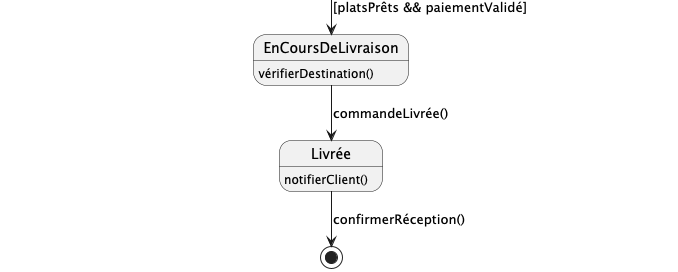 [platsPrêts && paiementValidé]
EnCoursDeLivraison
vérifierDestination()
commandeLivrée()
Livrée
notifierClient()
confirmerRéception()